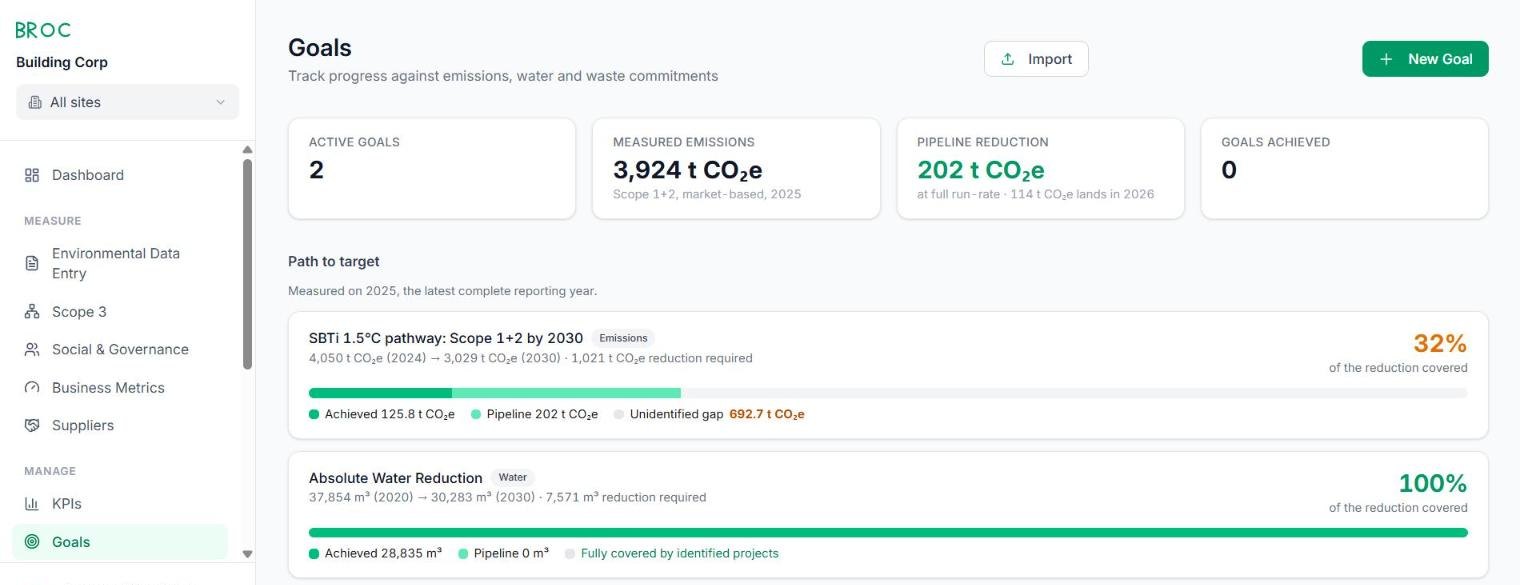 BROC
Building Corp
All sites
Dashboard
MEASURE
Environmental Data
Entry
Scope 3
Social & Governance
Business Metrics
Suppliers
MANAGE
KPIs
Goals
Goals
Track progress against emissions, water and waste commitments
Import
+ New Goal
ACTIVE GOALS
2
MEASURED EMISSIONS
3,924 t CO₂e
Scope 1+2, market-based, 2025
PIPELINE REDUCTION
202 t CO₂e
at full run-rate · 114 t CO₂e lands in 2026
GOALS ACHIEVED
0
Path to target
Measured on 2025, the latest complete reporting year.
SBTi 1.5°C pathway: Scope 1+2 by 2030 Emissions
4,050 t CO₂e (2024) → 3,029 t CO₂e (2030) · 1,021 t CO₂e reduction required
32%
of the reduction covered
Achieved 125.8 t CO₂e Pipeline 202 t CO₂e Unidentified gap 692.7 t CO₂e
Absolute Water Reduction Water
37,854 m³ (2020) → 30,283 m³ (2030) · 7,571 m³ reduction required
100%
of the reduction covered
Achieved 28,835 m³ Pipeline 0 m³ Fully covered by identified projects